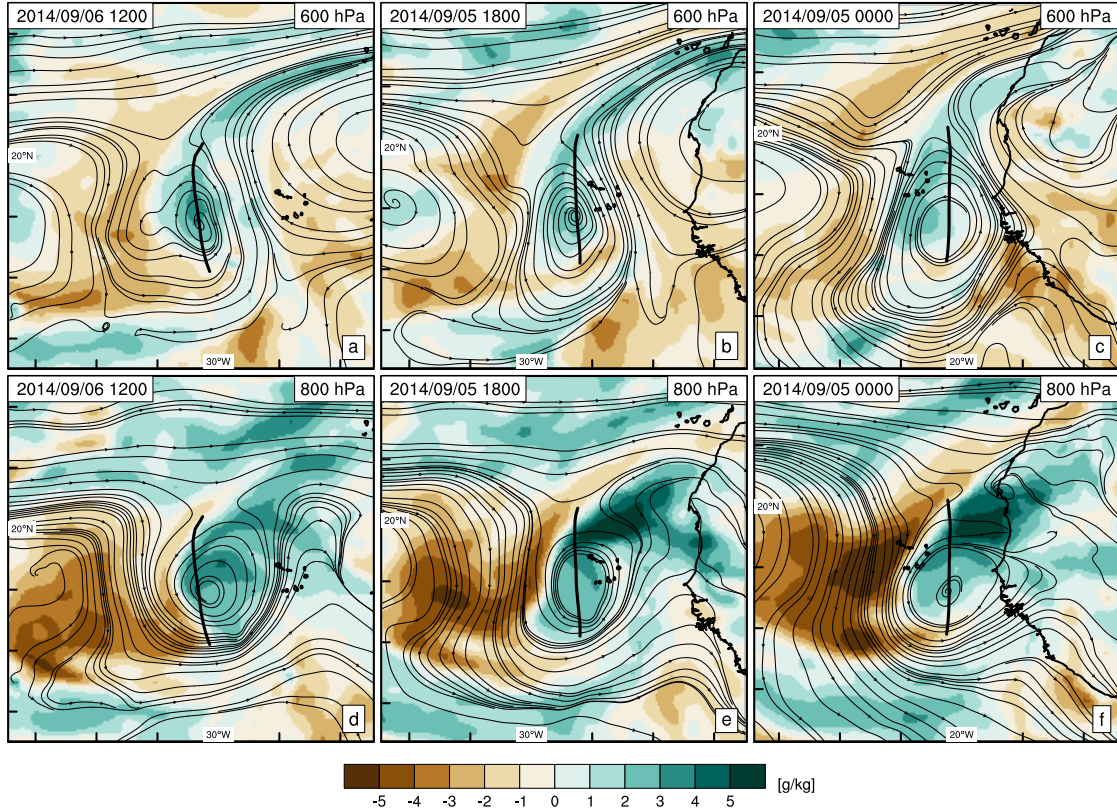 2014/09/06 1200 600 hPa 2014/09/05 1800 600 hPa 2014/09/05 0000 600 hPa
20°N 20°N 20°N
a b c
30°W 30°W 20°W
2014/09/06 1200 800 hPa 2014/09/05 1800 800 hPa 2014/09/05 0000 800 hPa
20°N 20°N 20°N
d e f
30°W 30°W 20°W
[g/kg]
-5 -4 -3 -2 -1 0 1 2 3 4 5